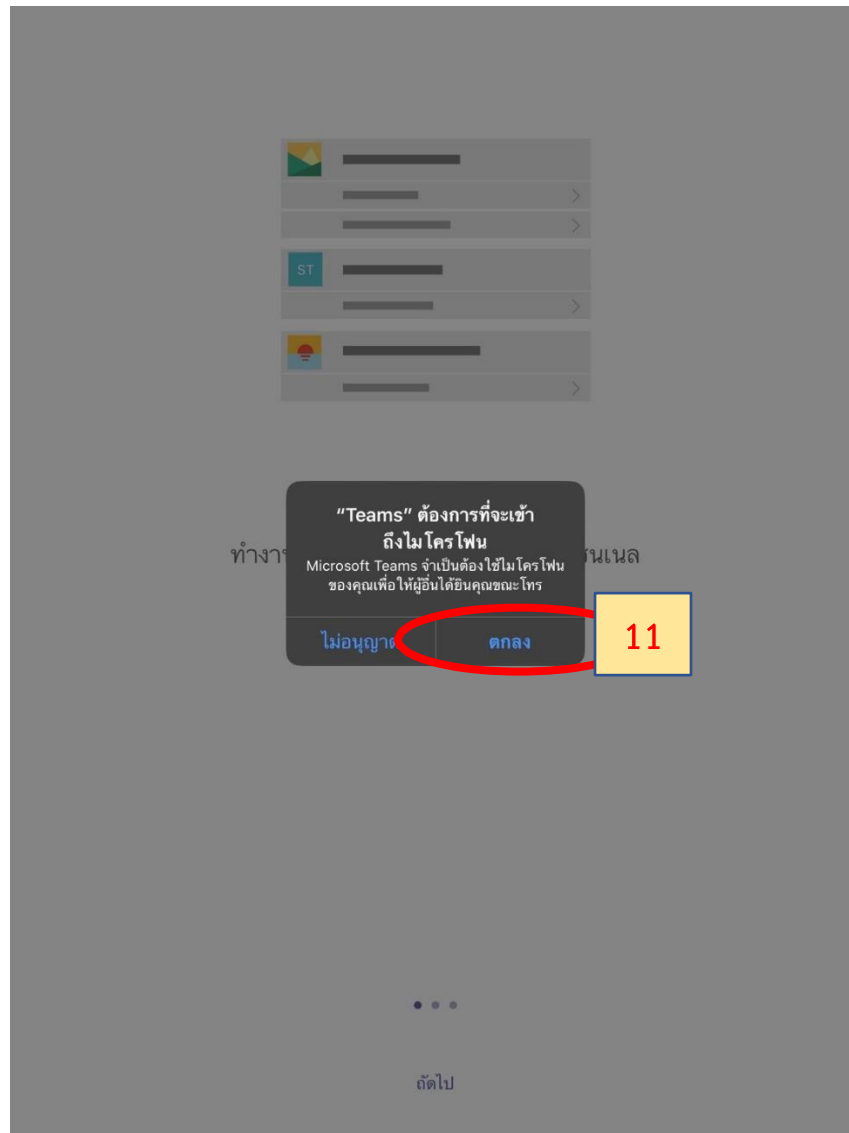 ST
“Teams” ต้องการที่จะเข้า
ถึงไมโครโฟน
ทำงา ชนเนล
Microsoft Teams จำเป็นต้องใช้ไมโครโฟน
ของคุณเพื่อให้ผู้อื่นได้ยินคุณขณะโทร
ไม่อนุญาต ตกลง
11
ถัดไป